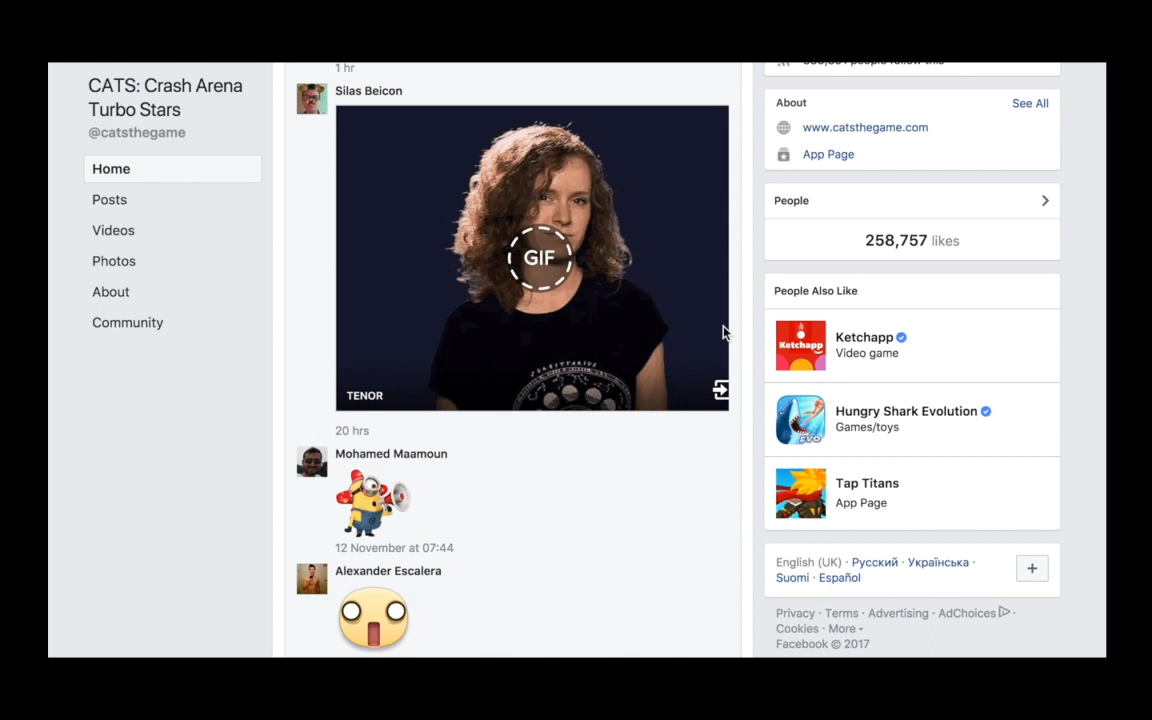 CATS: Crash Arena
Turbo Stars
@catsthegame
Home
Posts
Videos
Photos
About
Community
1 hr
Silas Beicon
GIF
SAGITTARIUS
TENOR
20 hrs
Mohamed Maamoun
12 November at 07:44
Alexander Escalera
people follow this
About
See All
www.catsthegame.com
App Page
People
258,757 likes
People Also Like
Ketchapp
Ketchapp
Video game
EVO
Hungry Shark Evolution
Games/toys
Tap Titans
App Page
English (UK) · Русский · Українська ·
Suomi · Español
+
Privacy · Terms · Advertising · AdChoices ·
Cookies · More
Facebook © 2017